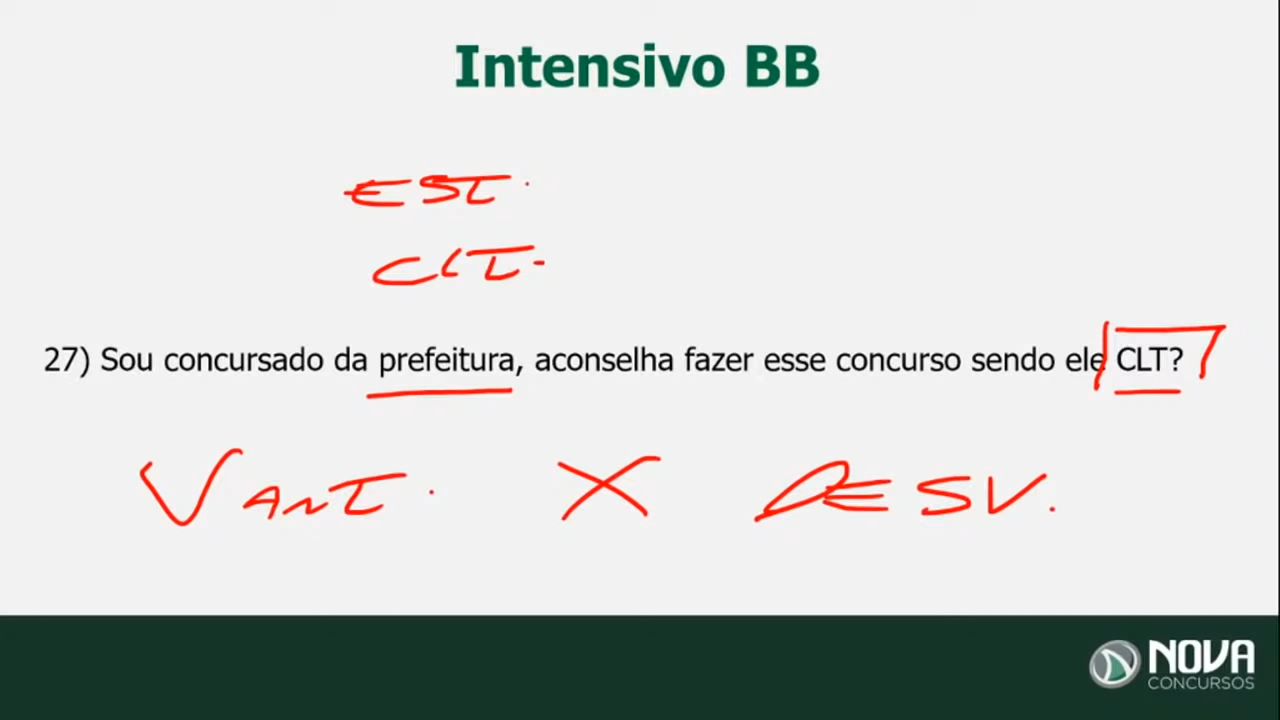 Intensivo BB
EST.
CLT.
27) Sou concursado da prefeitura, aconselha fazer esse concurso sendo ele CLT?
VANT. X DESV.
NOVA
CONCURSOS